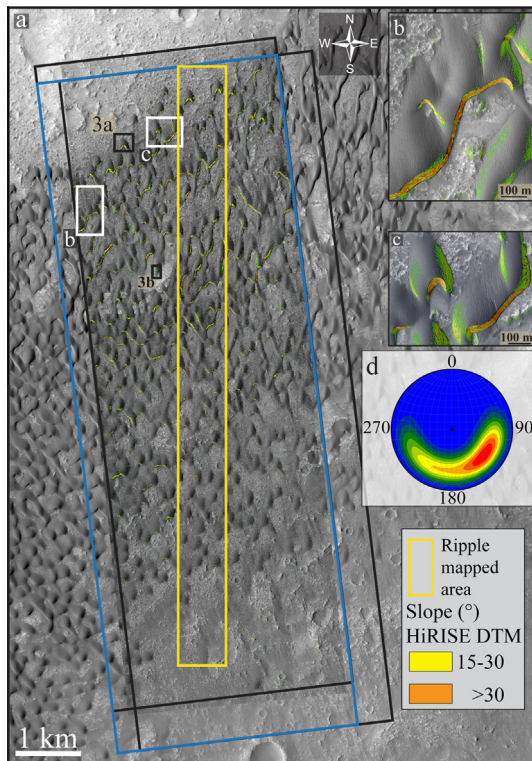 a
N
W E
S
b
100 m
3a
c
b
3b
c
100 m
d
0
270 90
180
Ripple
mapped
area
Slope (°)
HiRISE DTM
15-30
>30
1 km